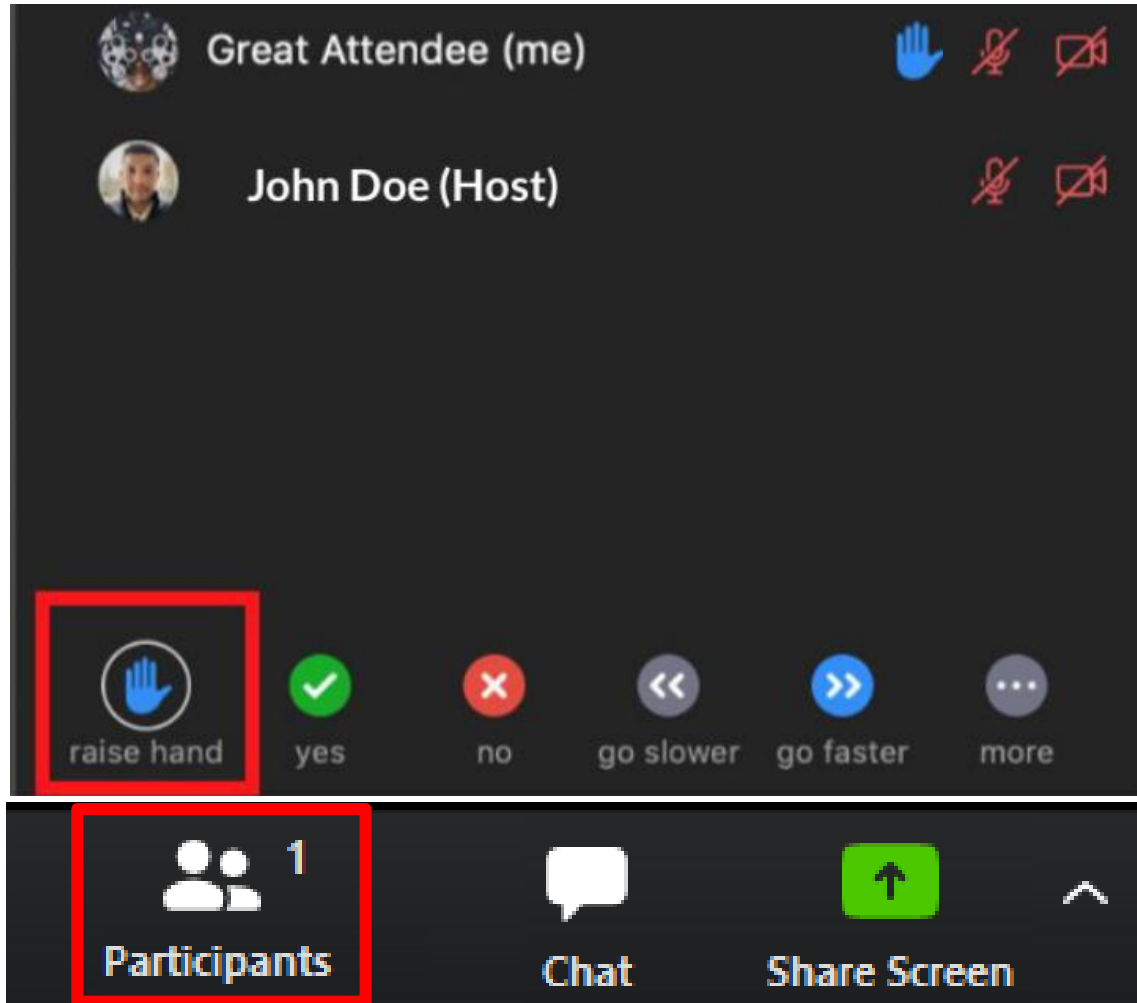 Great Attendee (me)
John Doe (Host)
raise hand yes no go slower go faster more
1
Participants Chat Share Screen